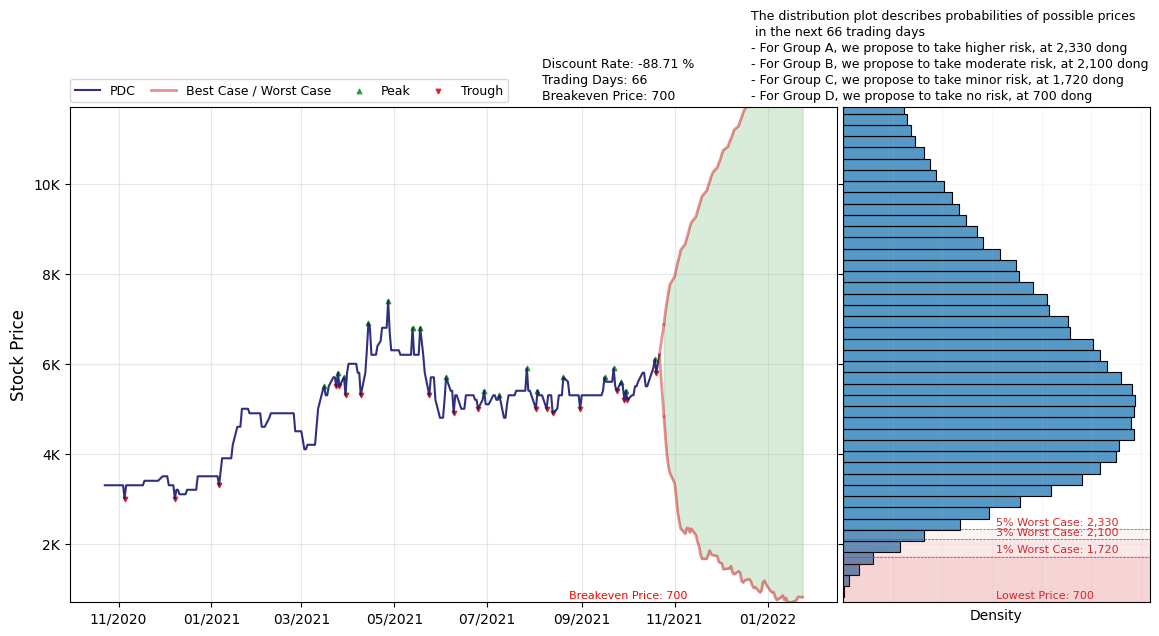 The distribution plot describes probabilities of possible prices
in the next 66 trading days
- For Group A, we propose to take higher risk, at 2,330 dong
- For Group B, we propose to take moderate risk, at 2,100 dong
- For Group C, we propose to take minor risk, at 1,720 dong
- For Group D, we propose to take no risk, at 700 dong
Discount Rate: -88.71 %
Trading Days: 66
Breakeven Price: 700
PDC
Best Case / Worst Case
Peak
Trough
Stock Price
10K
8K
6K
4K
2K
11/2020
01/2021
03/2021
05/2021
07/2021
09/2021
11/2021
01/2022
Breakeven Price: 700
5% Worst Case: 2,330
3% Worst Case: 2,100
1% Worst Case: 1,720
Lowest Price: 700
Density